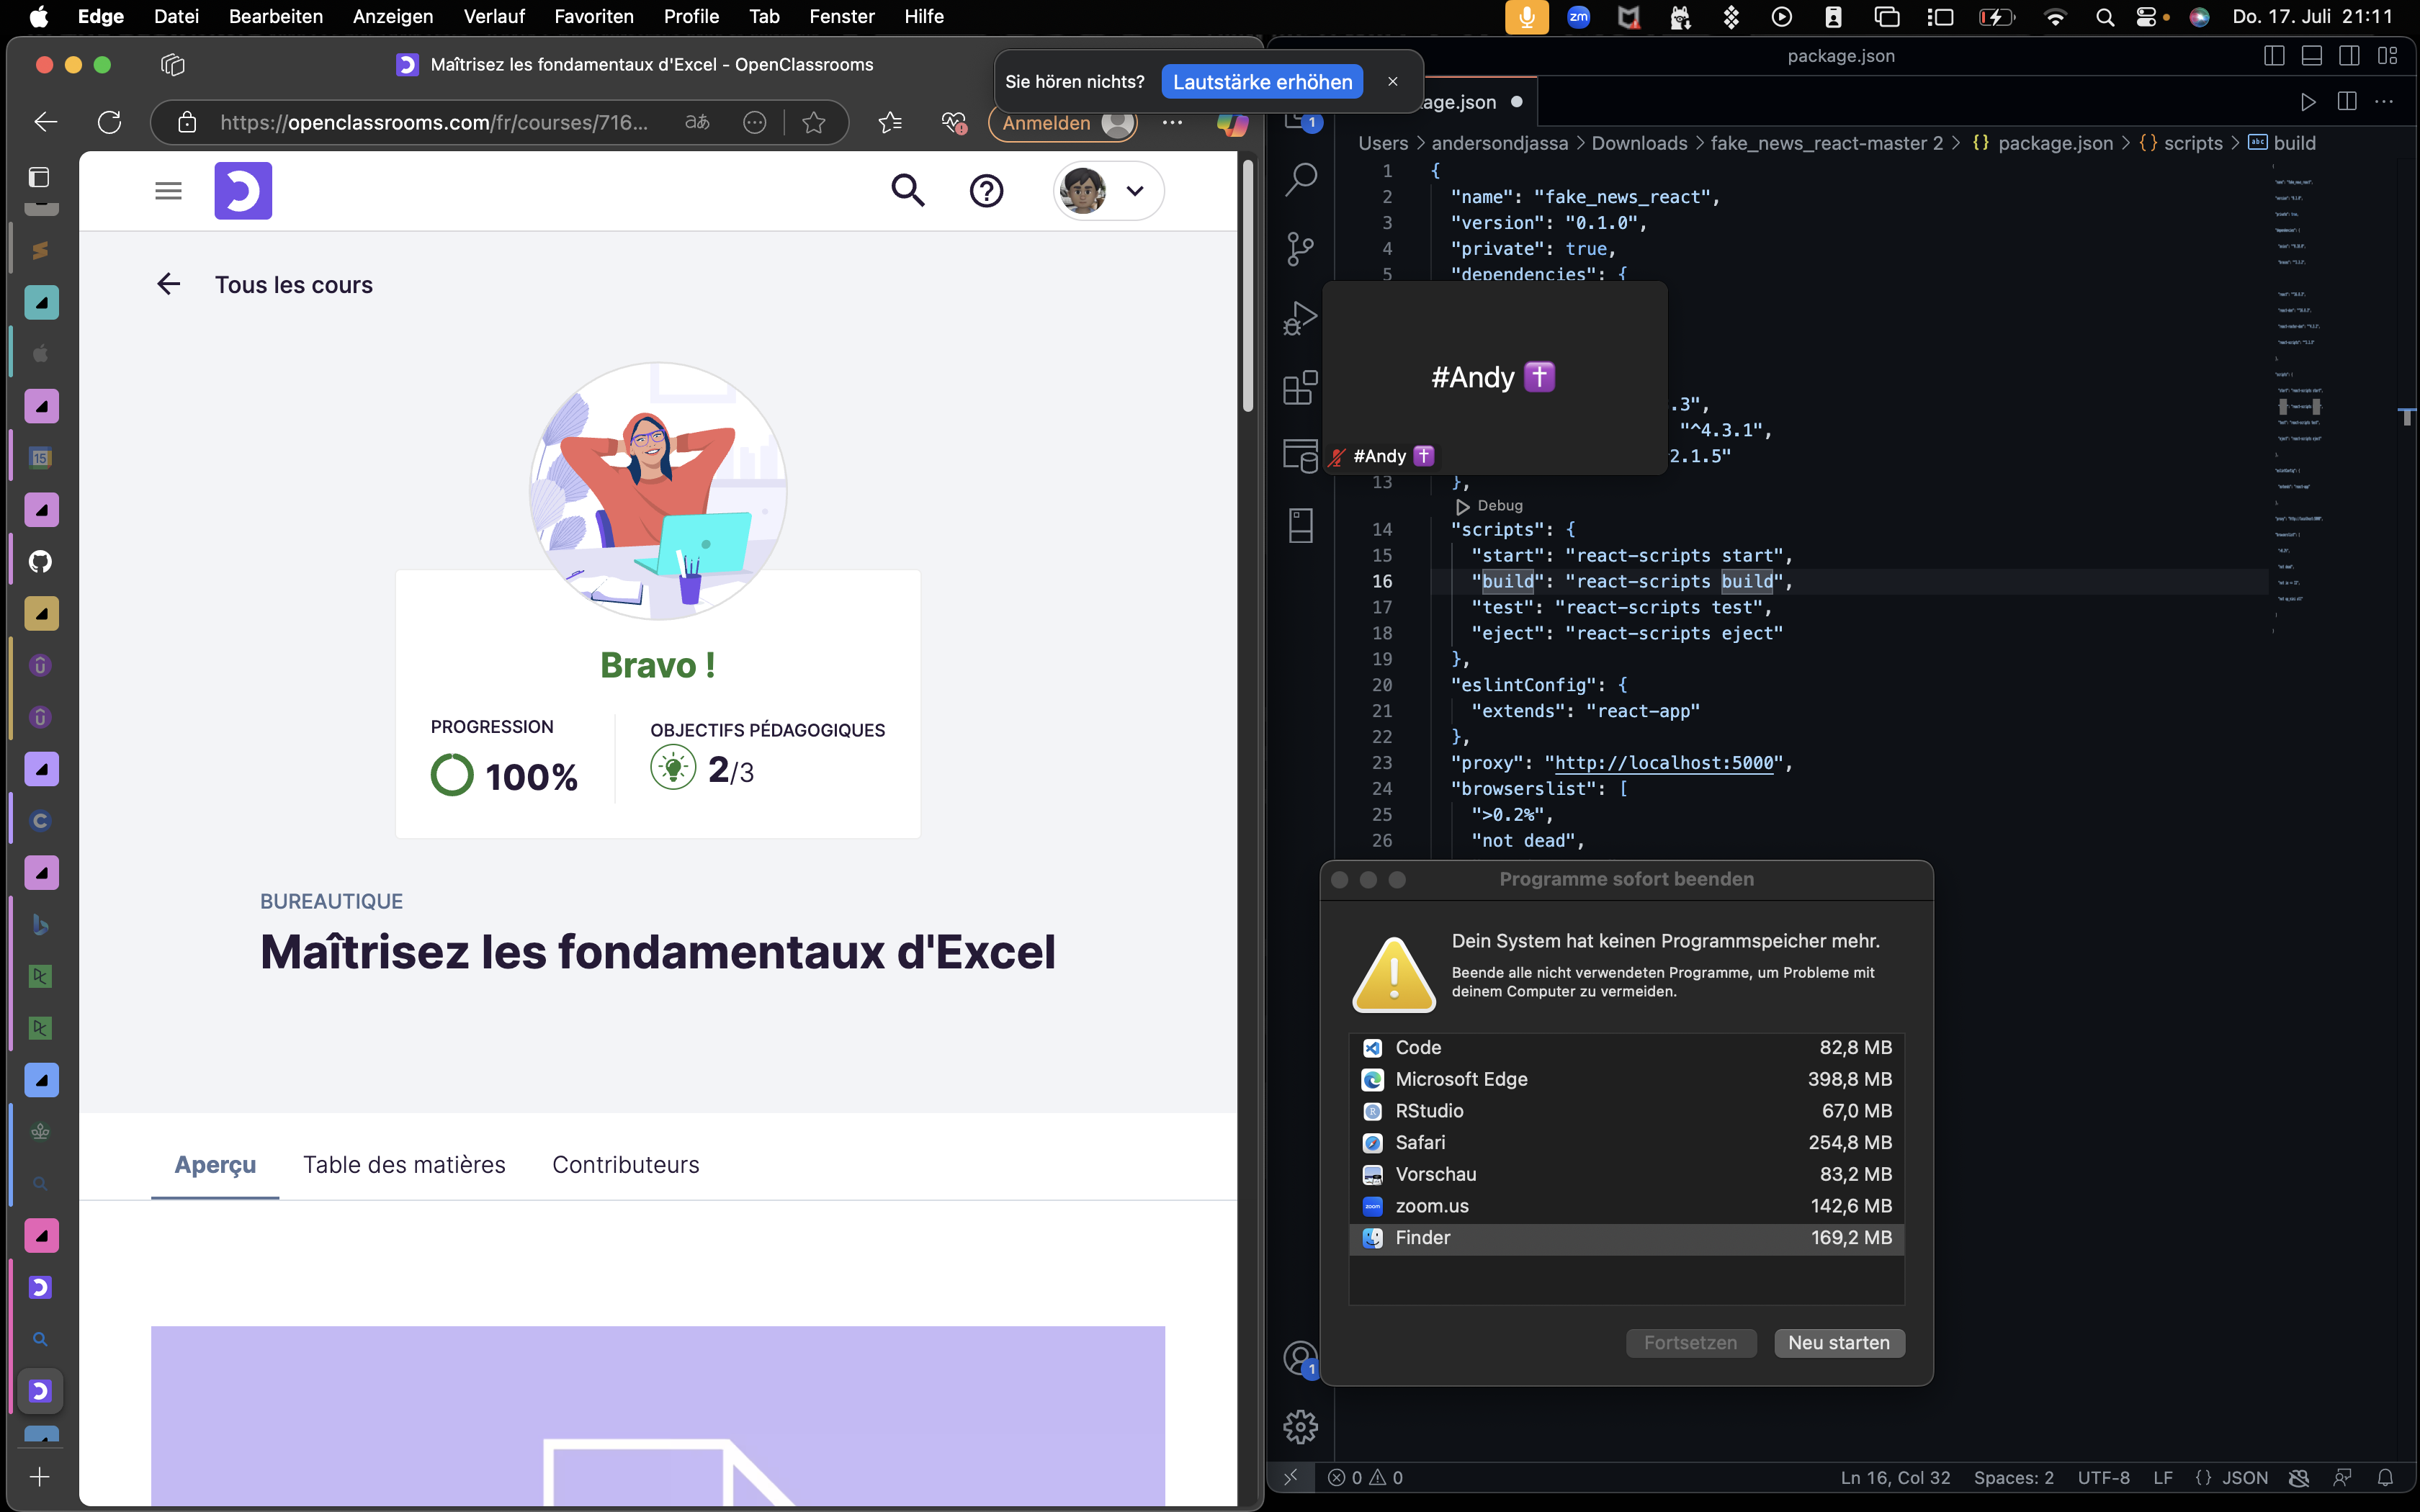 Edge Datei Bearbeiten Anzeigen Verlauf Favoriten Profile Tab Fenster Hilfe
zm
Do. 17. Juli 21:11
Maîtrisez les fondamentaux d'Excel - OpenClassrooms
https://openclassrooms.com/fr/courses/716...
Anmelden
Sie hören nichts? Lautstärke erhöhen
Tous les cours
Bravo !
PROGRESSION
100%
OBJECTIFS PÉDAGOGIQUES
2/3
BUREAUTIQUE
Maîtrisez les fondamentaux d'Excel
Aperçu Table des matières Contributeurs
package.json
age.json
Users > andersondjassa > Downloads > fake_news_react-master 2 > {} package.json > {} scripts > abc build
1 {
2 "name": "fake_news_react",
3 "version": "0.1.0",
4 "private": true,
5 "dependencies": {
#Andy ✝️
#Andy ✝️
.3",
"^4.3.1",
2.1.5"
13 },
Debug
14 "scripts": {
15 "start": "react-scripts start",
16 "build": "react-scripts build",
17 "test": "react-scripts test",
18 "eject": "react-scripts eject"
19 },
20 "eslintConfig": {
21 "extends": "react-app"
22 },
23 "proxy": "http://localhost:5000",
24 "browserslist": [
25 ">0.2%",
26 "not dead",
Programme sofort beenden
Dein System hat keinen Programmspeicher mehr.
Beende alle nicht verwendeten Programme, um Probleme mit
deinem Computer zu vermeiden.
Code 82,8 MB
Microsoft Edge 398,8 MB
RStudio 67,0 MB
Safari 254,8 MB
Vorschau 83,2 MB
zoom.us 142,6 MB
Finder 169,2 MB
Fortsetzen Neu starten
1
1
0 0
Ln 16, Col 32 Spaces: 2 UTF-8 LF {} JSON